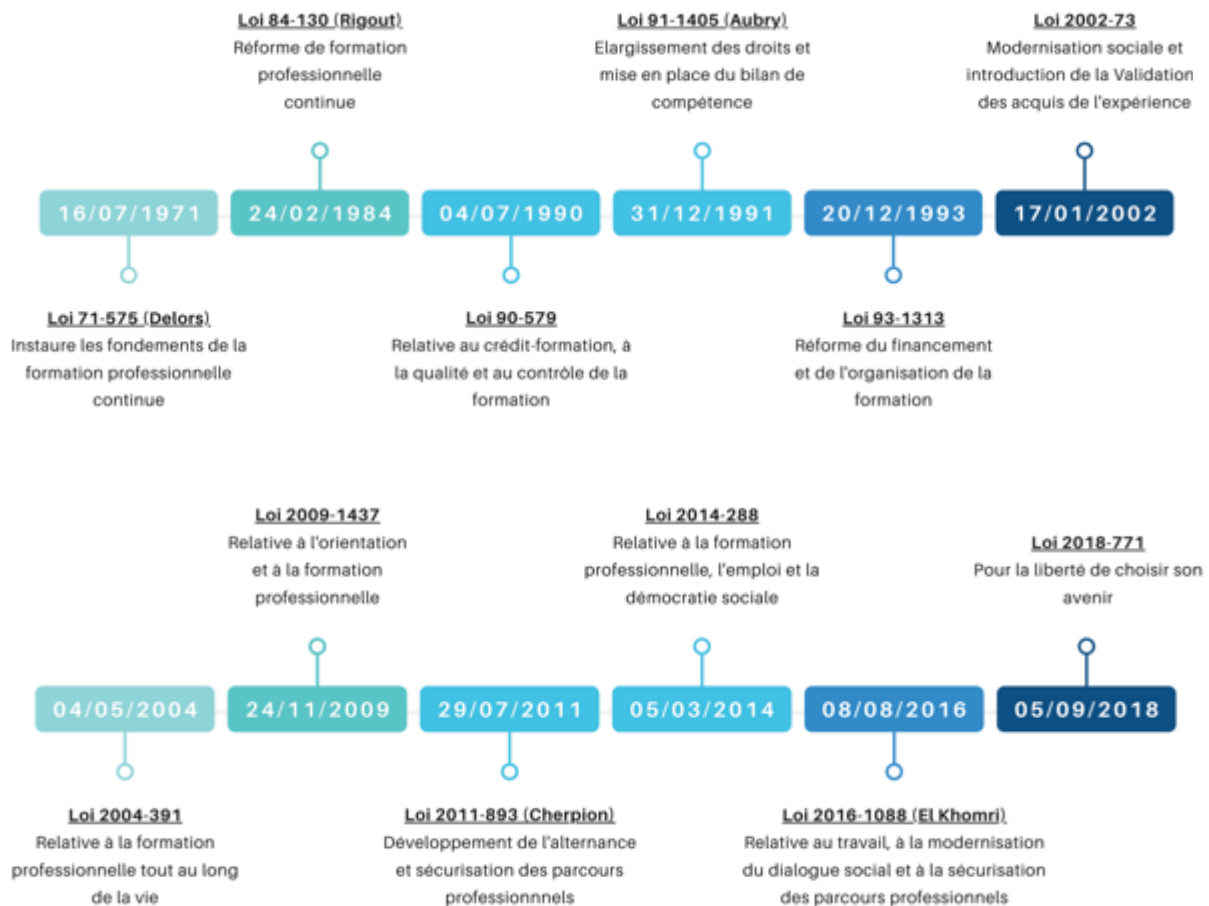 Loi 84-130 (Rigout)
Réforme de formation
professionnelle
continue
Loi 91-1405 (Aubry)
Elargissement des droits et
mise en place du bilan de
compétence
Loi 2002-73
Modernisation sociale et
introduction de la Validation
des acquis de l'expérience
16/07/1971
24/02/1984
04/07/1990
31/12/1991
20/12/1993
17/01/2002
Loi 71-575 (Delors)
Instaure les fondements de la
formation professionnelle
continue
Loi 90-579
Relative au crédit-formation, à
la qualité et au contrôle de la
formation
Loi 93-1313
Réforme du financement
et de l'organisation de la
formation
Loi 2009-1437
Relative à l'orientation
et à la formation
professionnelle
Loi 2014-288
Relative à la formation
professionnelle, l'emploi et la
démocratie sociale
Loi 2018-771
Pour la liberté de choisir son
avenir
04/05/2004
24/11/2009
29/07/2011
05/03/2014
08/08/2016
05/09/2018
Loi 2004-391
Relative à la formation
professionnelle tout au long
de la vie
Loi 2011-893 (Cherpion)
Développement de l'alternance
et sécurisation des parcours
professionnnels
Loi 2016-1088 (El Khomri)
Relative au travail, à la modernisation
du dialogue social et à la sécurisation
des parcours professionnels